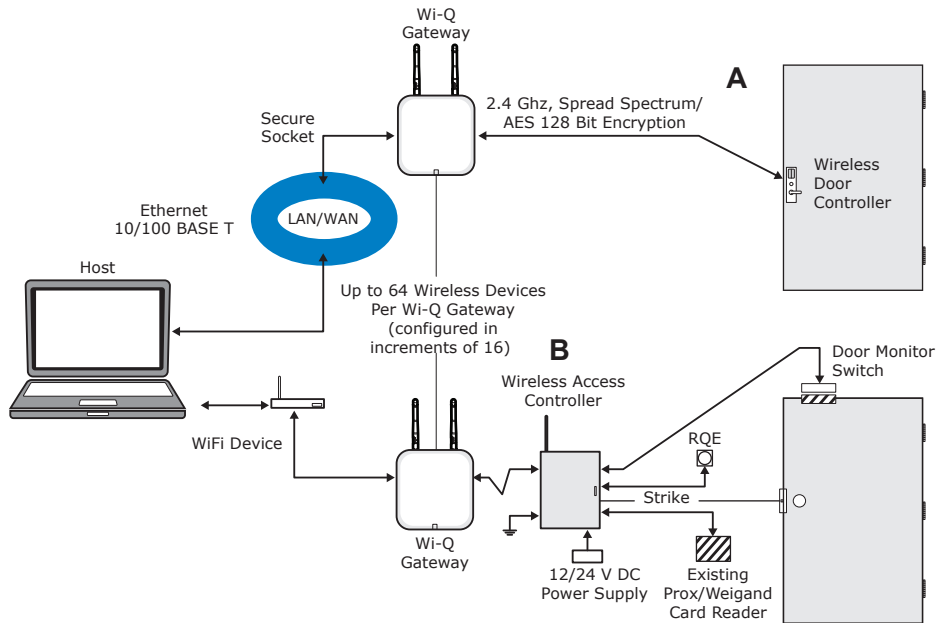 Wi-Q
Gateway
A
2.4 Ghz, Spread Spectrum/
AES 128 Bit Encryption
Secure
Socket
Wireless
Door
Controller
Ethernet
10/100 BASE T
LAN/WAN
Host
Up to 64 Wireless Devices
Per Wi-Q Gateway
(configured in
increments of 16)
B
Wireless Access
Controller
Door Monitor
Switch
WiFi Device
RQE
Strike
Wi-Q
Gateway
12/24 V DC
Power Supply
Existing
Prox/Weigand
Card Reader